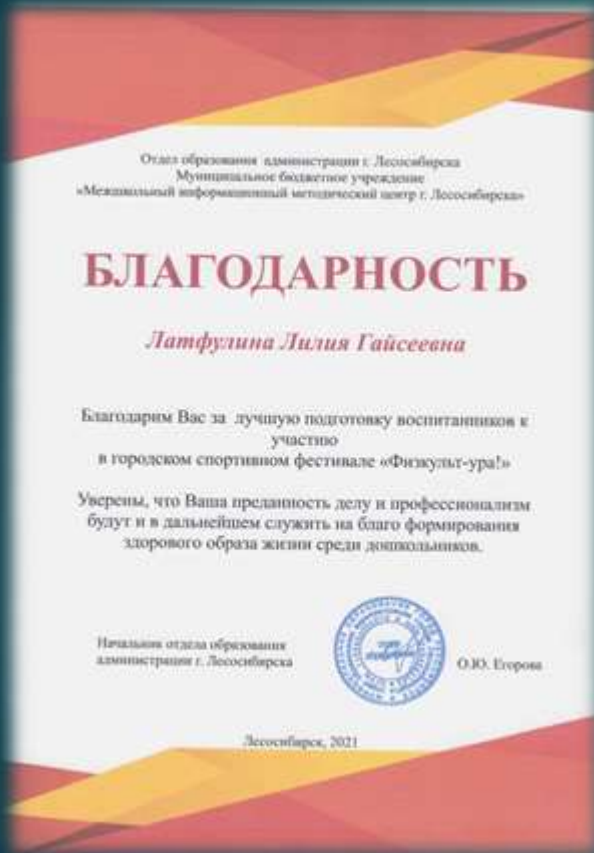 Отдел образования администрации г. Лесосибирска
Муниципальное бюджетное учреждение
«Межшкольный информационный методический центр г. Лесосибирска»
БЛАГОДАРНОСТЬ
Латфулина Лилия Гайсеевна
Благодарим Вас за лучшую подготовку воспитанников к
участию
в городском спортивном фестивале «Физкульт-ура!»
Уверены, что Ваша преданность делу и профессионализм
будут и в дальнейшем служить на благо формирования
здорового образа жизни среди дошкольников.
Начальник отдела образования
администрации г. Лесосибирска
О.Ю. Егорова
Лесосибирск, 2021